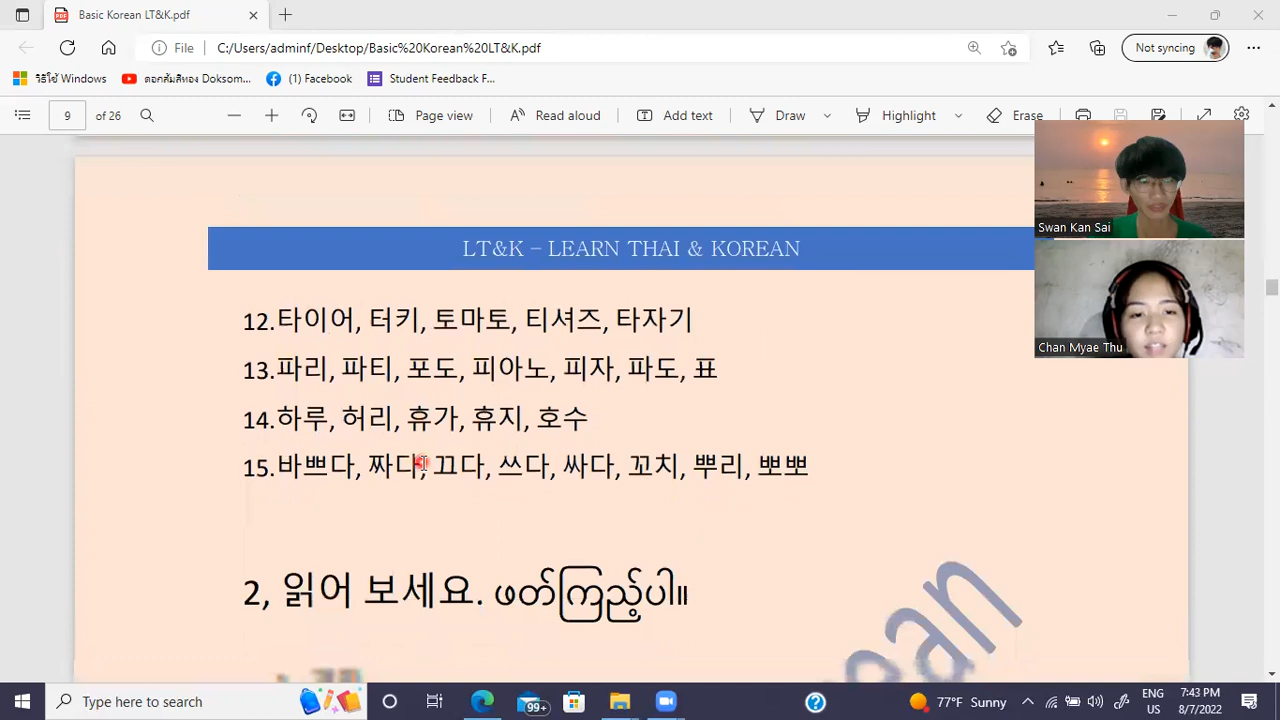 Basic Korean LT&K.pdf
File C:/Users/adminf/Desktop/Basic%20Korean%20LT&K.pdf Not syncing
วิธีใช้ Windows ดอกส้มสีทอง Doksom... (1) Facebook Student Feedback F...
9 of 26 Page view Read aloud Add text Draw Highlight Erase
Swan Kan Sai
Chan Myae Thu
LT&K – LEARN THAI & KOREAN
12.타이어, 터키, 토마토, 티셔즈, 타자기
13.파리, 파티, 포도, 피아노, 피자, 파도, 표
14.하루, 허리, 휴가, 휴지, 호수
15.바쁘다, 짜다, 끄다, 쓰다, 싸다, 꼬치, 뿌리, 뽀뽀
2, 읽어 보세요. ဖတ်ကြည့်ပါ။
Type here to search 99+ 77°F Sunny ENG US 7:43 PM 8/7/2022